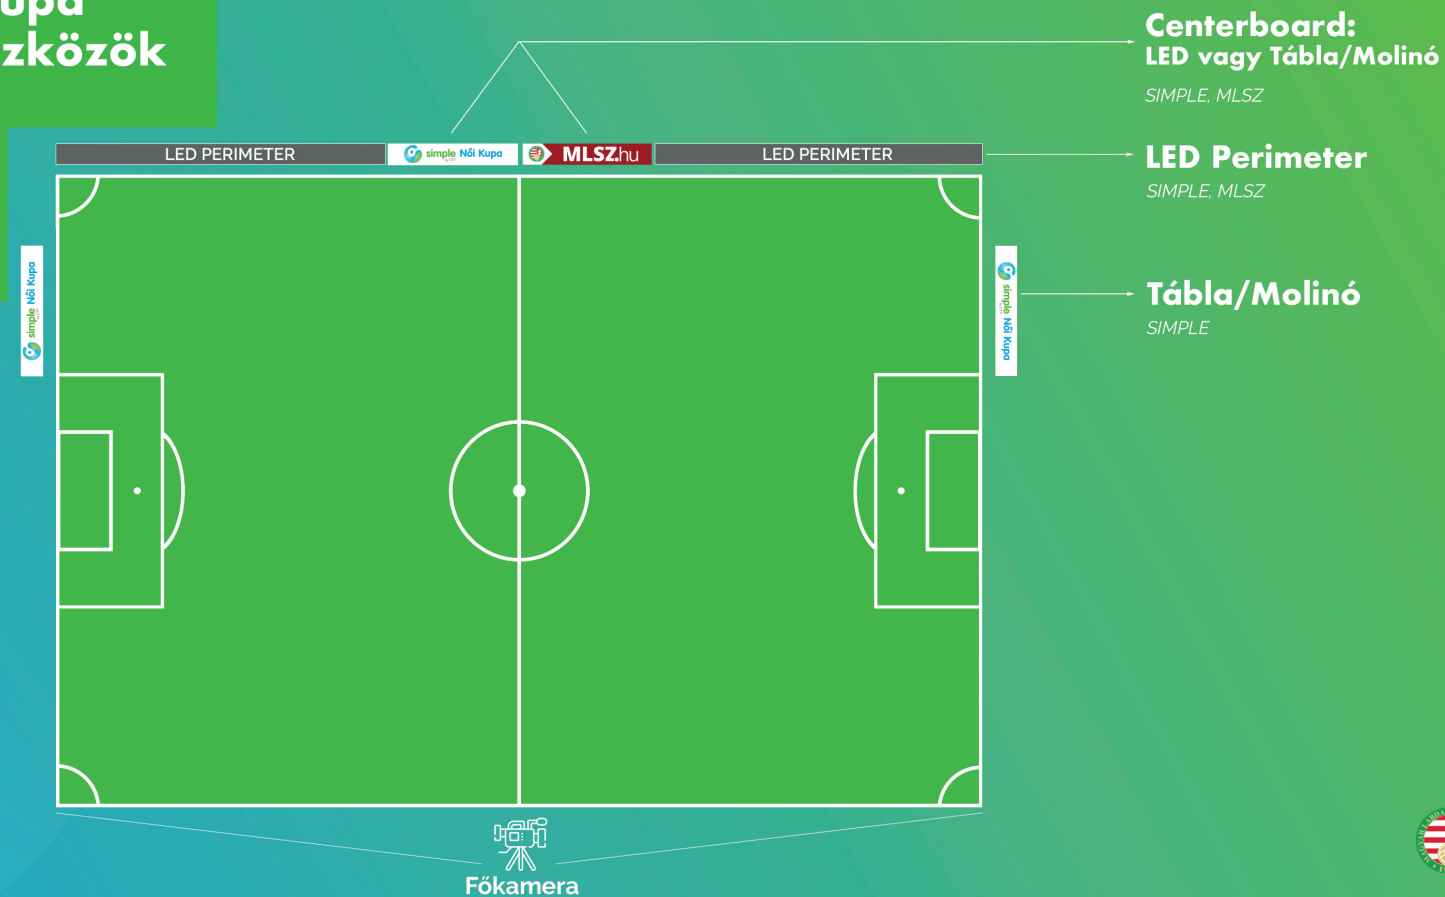 upa
zközök
Centerboard:
LED vagy Tábla/Molinó
SIMPLE, MLSZ
LED PERIMETER
simple Női Kupa
MLSZ.hu
LED PERIMETER
LED Perimeter
SIMPLE, MLSZ
simple Női Kupa
simple Női Kupa
Tábla/Molinó
SIMPLE
Főkamera